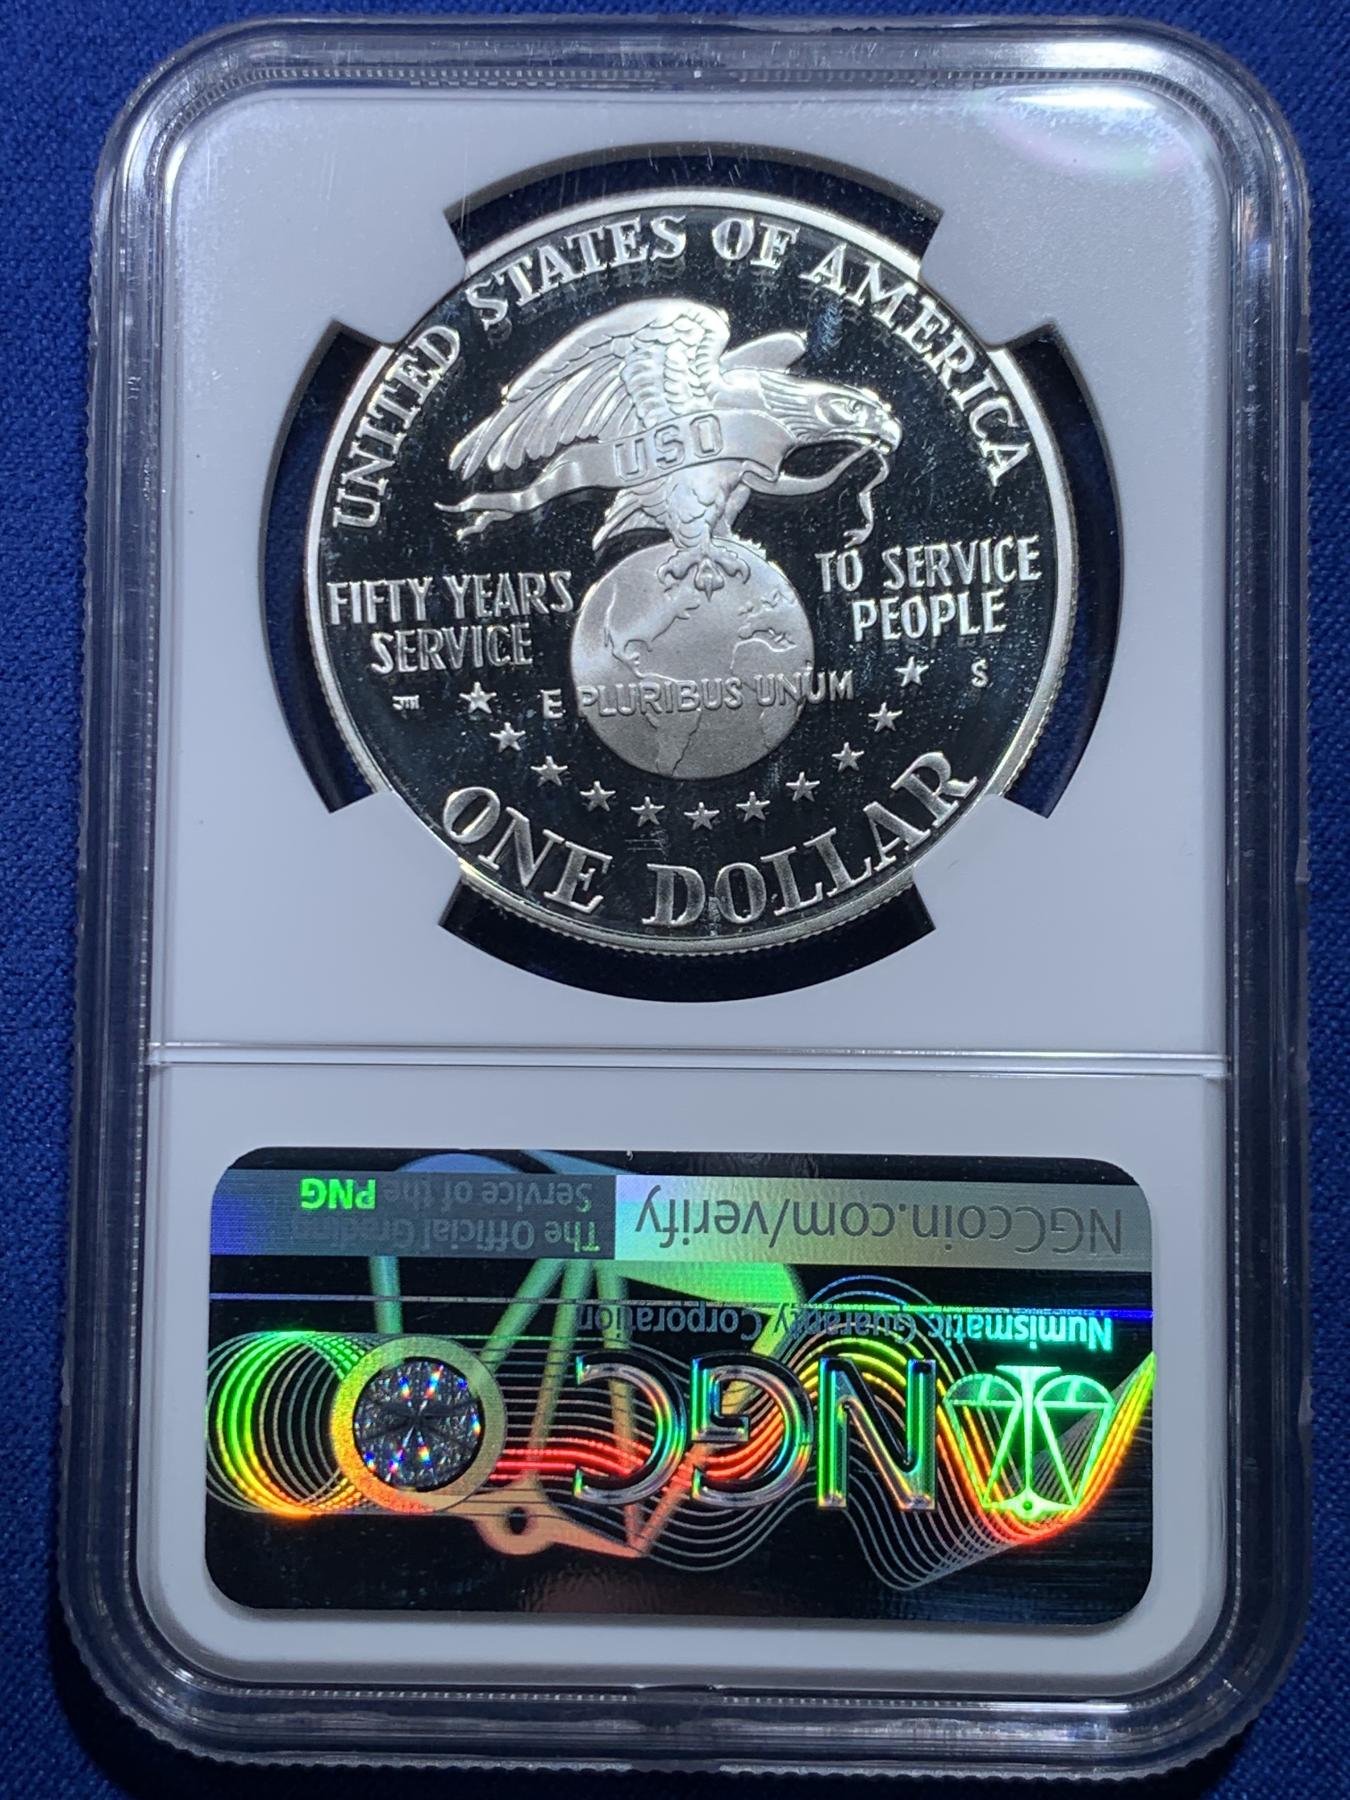 UNITED STATES OF AMERICA
USO
FIFTY YEARS
SERVICE
TO SERVICE
PEOPLE
S
E PLURIBUS UNUM
ONE DOLLAR
NGCcoin.com/verify
The Official Grading
Service of the PNG
Numismatic Guaranty Corporation
NGC